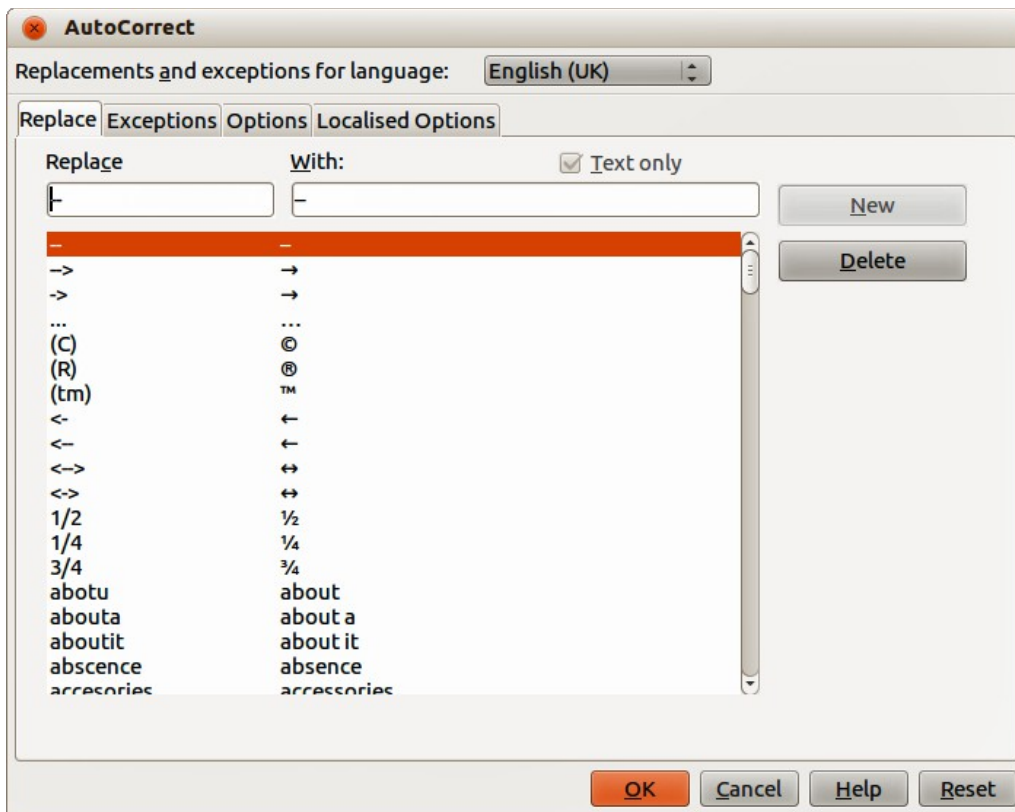 AutoCorrect
Replacements and exceptions for language: English (UK)
Replace Exceptions Options Localised Options
Replace With: Text only
– –
New
– –
Delete
–> →
-> →
... …
(C) ©
(R) ®
(tm) ™
<- ←
<– ←
<–> ↔
<-> ↔
1/2 ½
1/4 ¼
3/4 ¾
abotu about
abouta about a
aboutit about it
abscence absence
accesories accessories
OK Cancel Help Reset